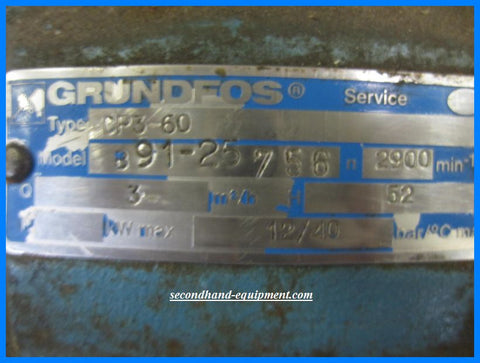 M GRUNDFOS® Service
Type CP3-60
Model B 91-25 756 n 2900 min-1
Q 3 m³/h 52
kW max 12/40 bar/°C max
secondhand-equipment.com